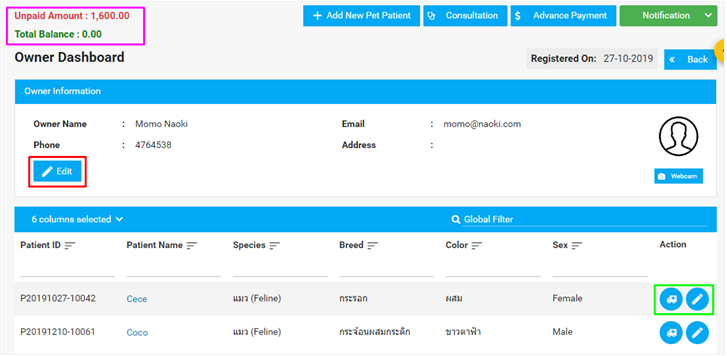 Unpaid Amount : 1,600.00
Total Balance : 0.00
+ Add New Pet Patient
Consultation
$ Advance Payment
Notification
Owner Dashboard
Registered On: 27-10-2019
« Back
Owner Information
Owner Name : Momo Naoki
Email : momo@naoki.com
Phone : 4764538
Address :
Edit
Webcam
6 columns selected
Global Filter
Patient ID Patient Name Species Breed Color Sex Action
P20191027-10042 Cece แมว (Feline) กระรอก ผสม Female
P20191210-10061 Coco แมว (Feline) กระจ้อนผสมกระติก ขาวตาฟ้า Male